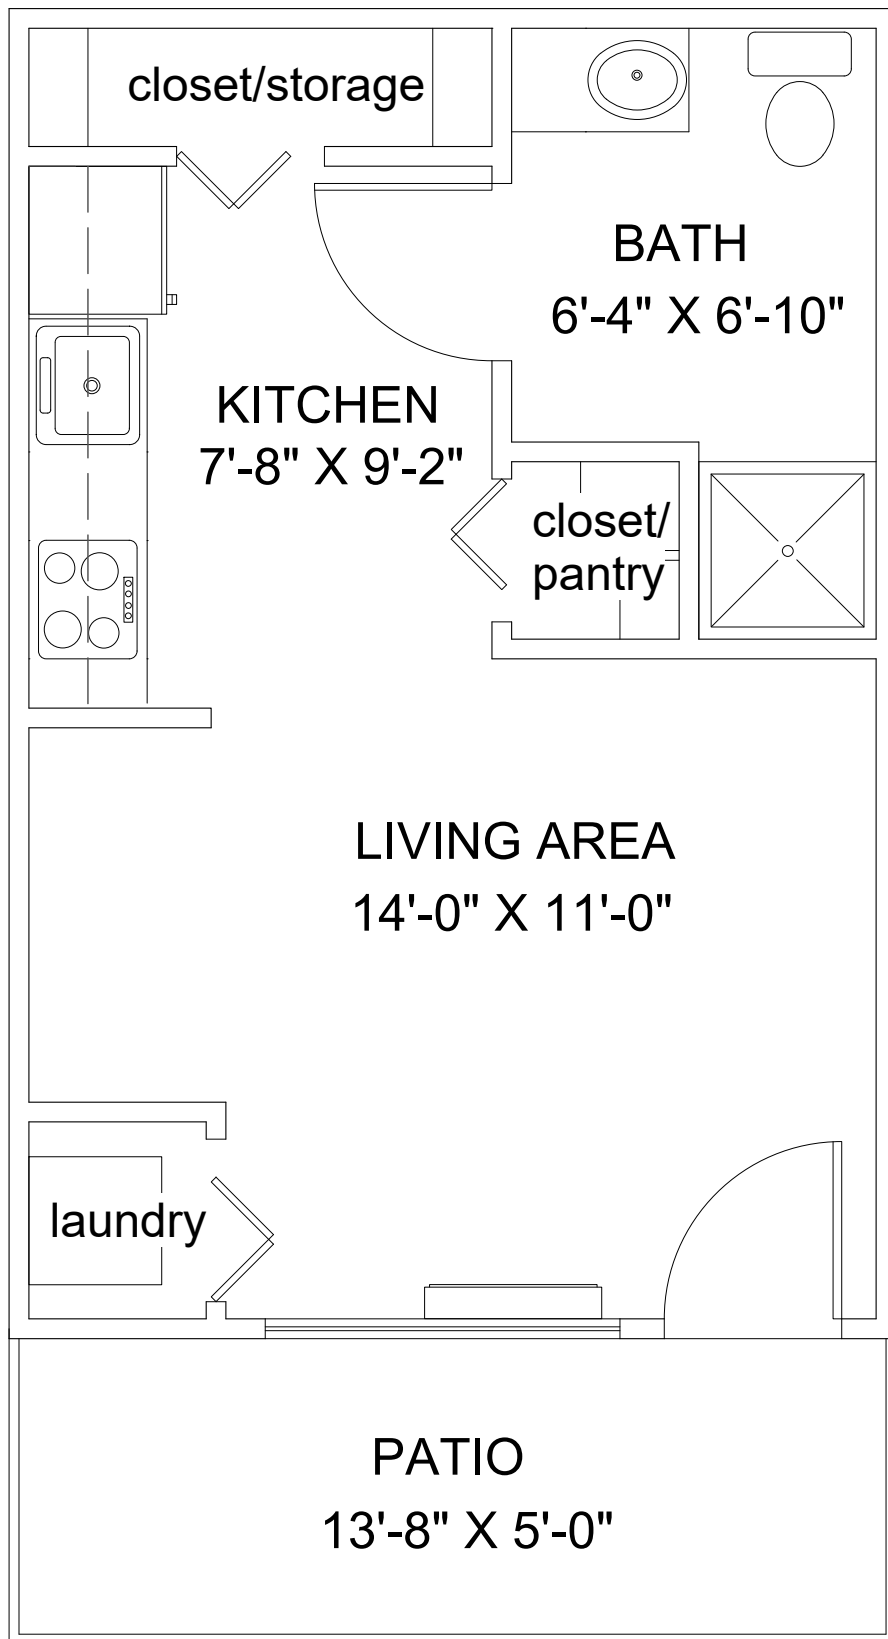 closet/storage
BATH
6'-4" X 6'-10"
KITCHEN
7'-8" X 9'-2"
closet/
pantry
LIVING AREA
14'-0" X 11'-0"
laundry
PATIO
13'-8" X 5'-0"